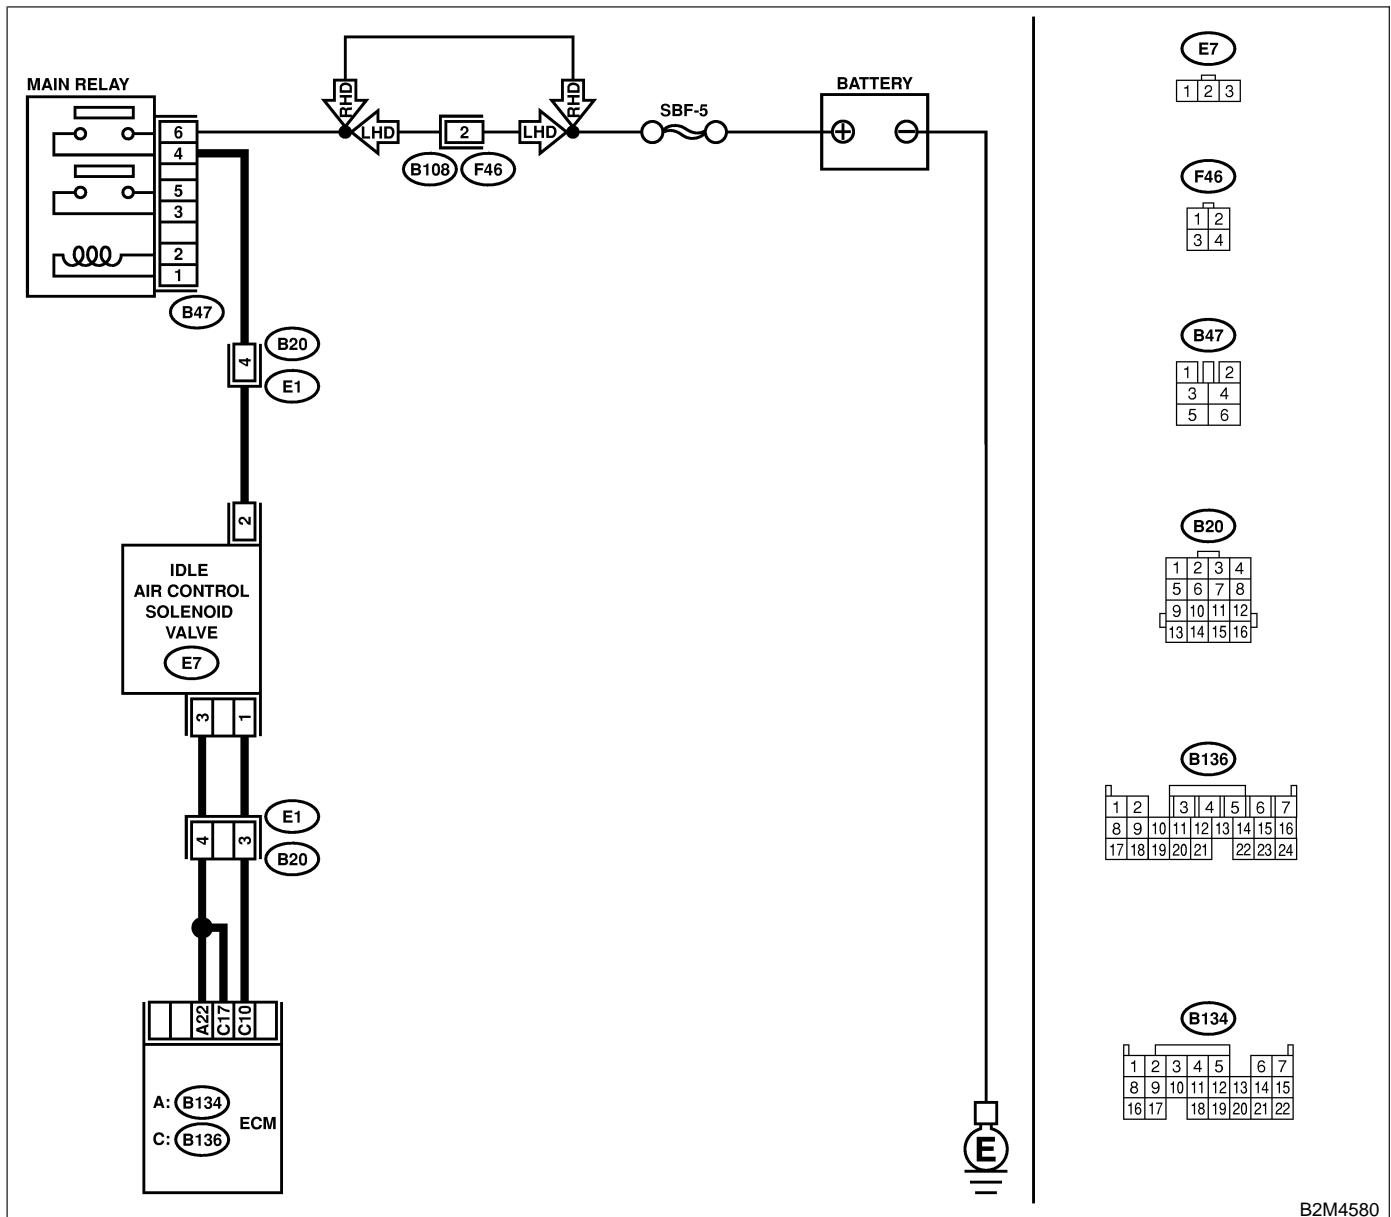 MAIN RELAY
6
4
5
3
2
1
B47
RHD
LHD
2
B108
F46
LHD
RHD
SBF-5
BATTERY
+
−
4
B20
E1
2
IDLE
AIR CONTROL
SOLENOID
VALVE
E7
3 1
E1
4 3
B20
A22 C17 C10
A: B134
C: B136
ECM
E
E7
1 2 3
F46
1 2
3 4
B47
1 2
3 4
5 6
B20
1 2 3 4
5 6 7 8
9 10 11 12
13 14 15 16
B136
1 2 3 4 5 6 7
8 9 10 11 12 13 14 15 16
17 18 19 20 21 22 23 24
B134
1 2 3 4 5 6 7
8 9 10 11 12 13 14 15
16 17 18 19 20 21 22
B2M4580